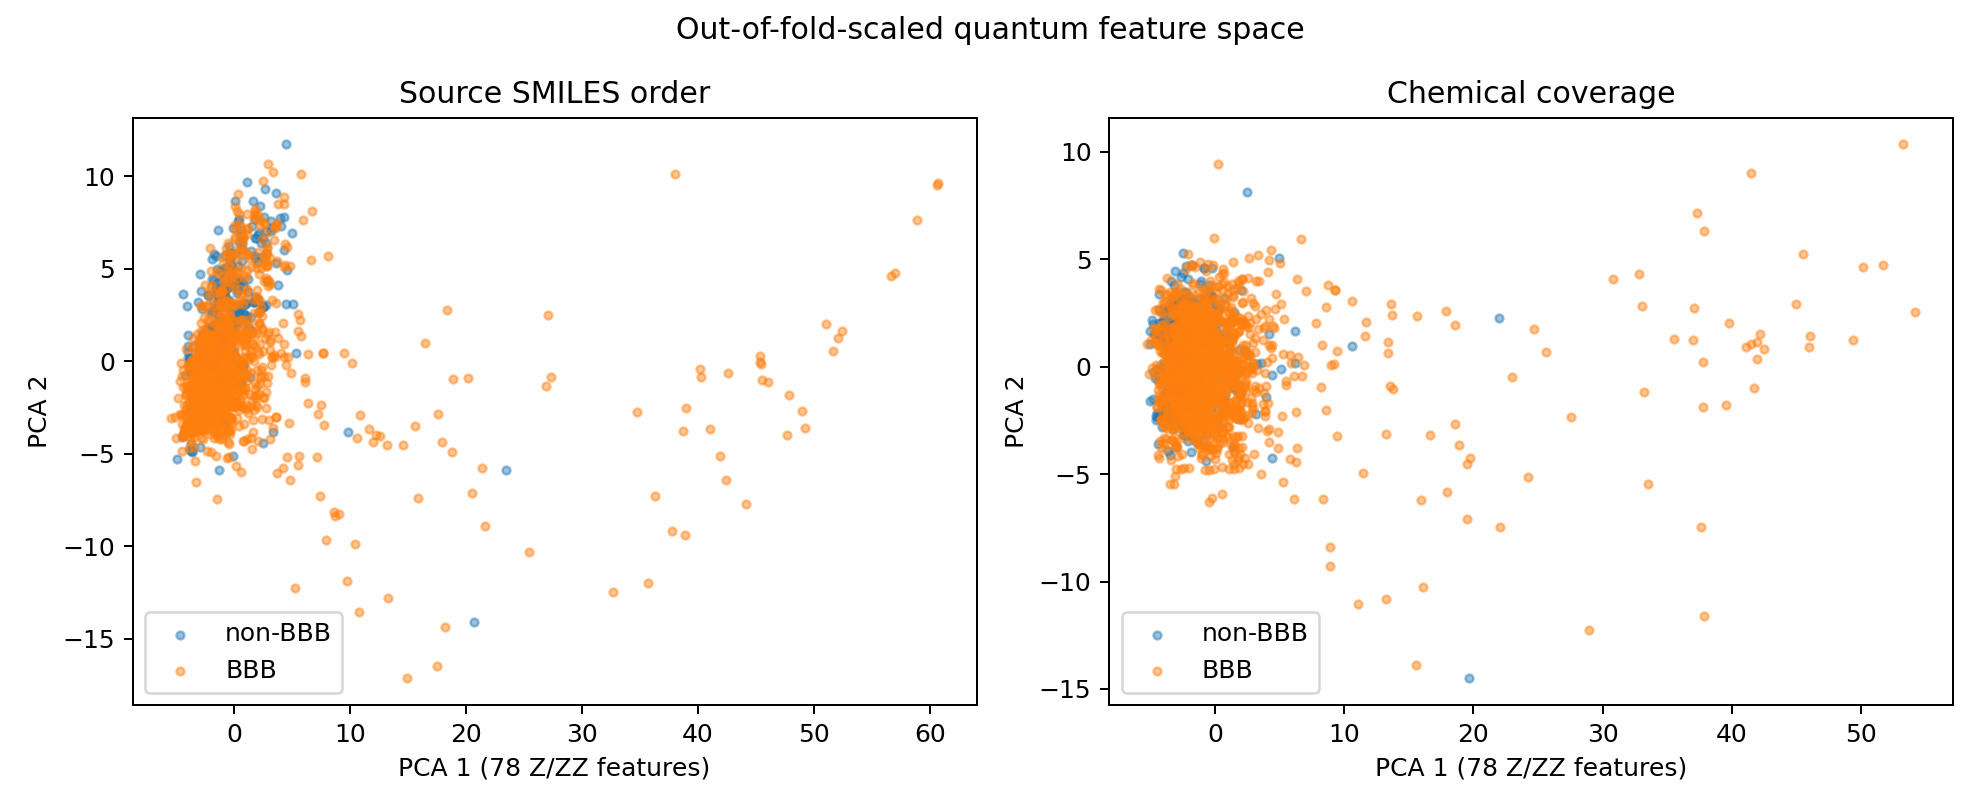 Out-of-fold-scaled quantum feature space
Source SMILES order
PCA 2
10
5
0
−5
−10
−15
non-BBB
BBB
0 10 20 30 40 50 60
PCA 1 (78 Z/ZZ features)
Chemical coverage
PCA 2
10
5
0
−5
−10
−15
non-BBB
BBB
0 10 20 30 40 50
PCA 1 (78 Z/ZZ features)